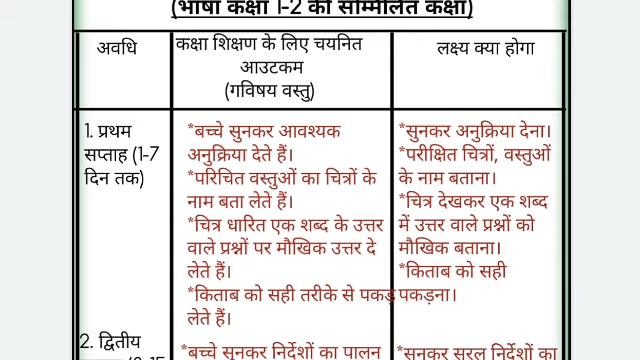 (भाषा कक्षा 1-2 की सम्मिलित कक्षा)
अवधि
कक्षा शिक्षण के लिए चयनित
आउटकम
(गविषय वस्तु)
लक्ष्य क्या होगा
1. प्रथम
सप्ताह (1-7
दिन तक)
*बच्चे सुनकर आवश्यक
अनुक्रिया देते हैं।
*परिचित वस्तुओं का चित्रों के
नाम बता लेते हैं।
*चित्र धारित एक शब्द के उत्तर
वाले प्रश्नों पर मौखिक उत्तर दे
लेते हैं।
*किताब को सही तरीके से पकड़
लेते हैं।
*सुनकर अनुक्रिया देना।
*परीक्षित चित्रों, वस्तुओं
के नाम बताना।
*चित्र देखकर एक शब्द
में उत्तर वाले प्रश्नों को
मौखिक बताना।
*किताब को सही
पकड़ना।
2. द्वितीय
*बच्चे सुनकर निर्देशों का पालन
*सुनकर सरल निर्देशों का